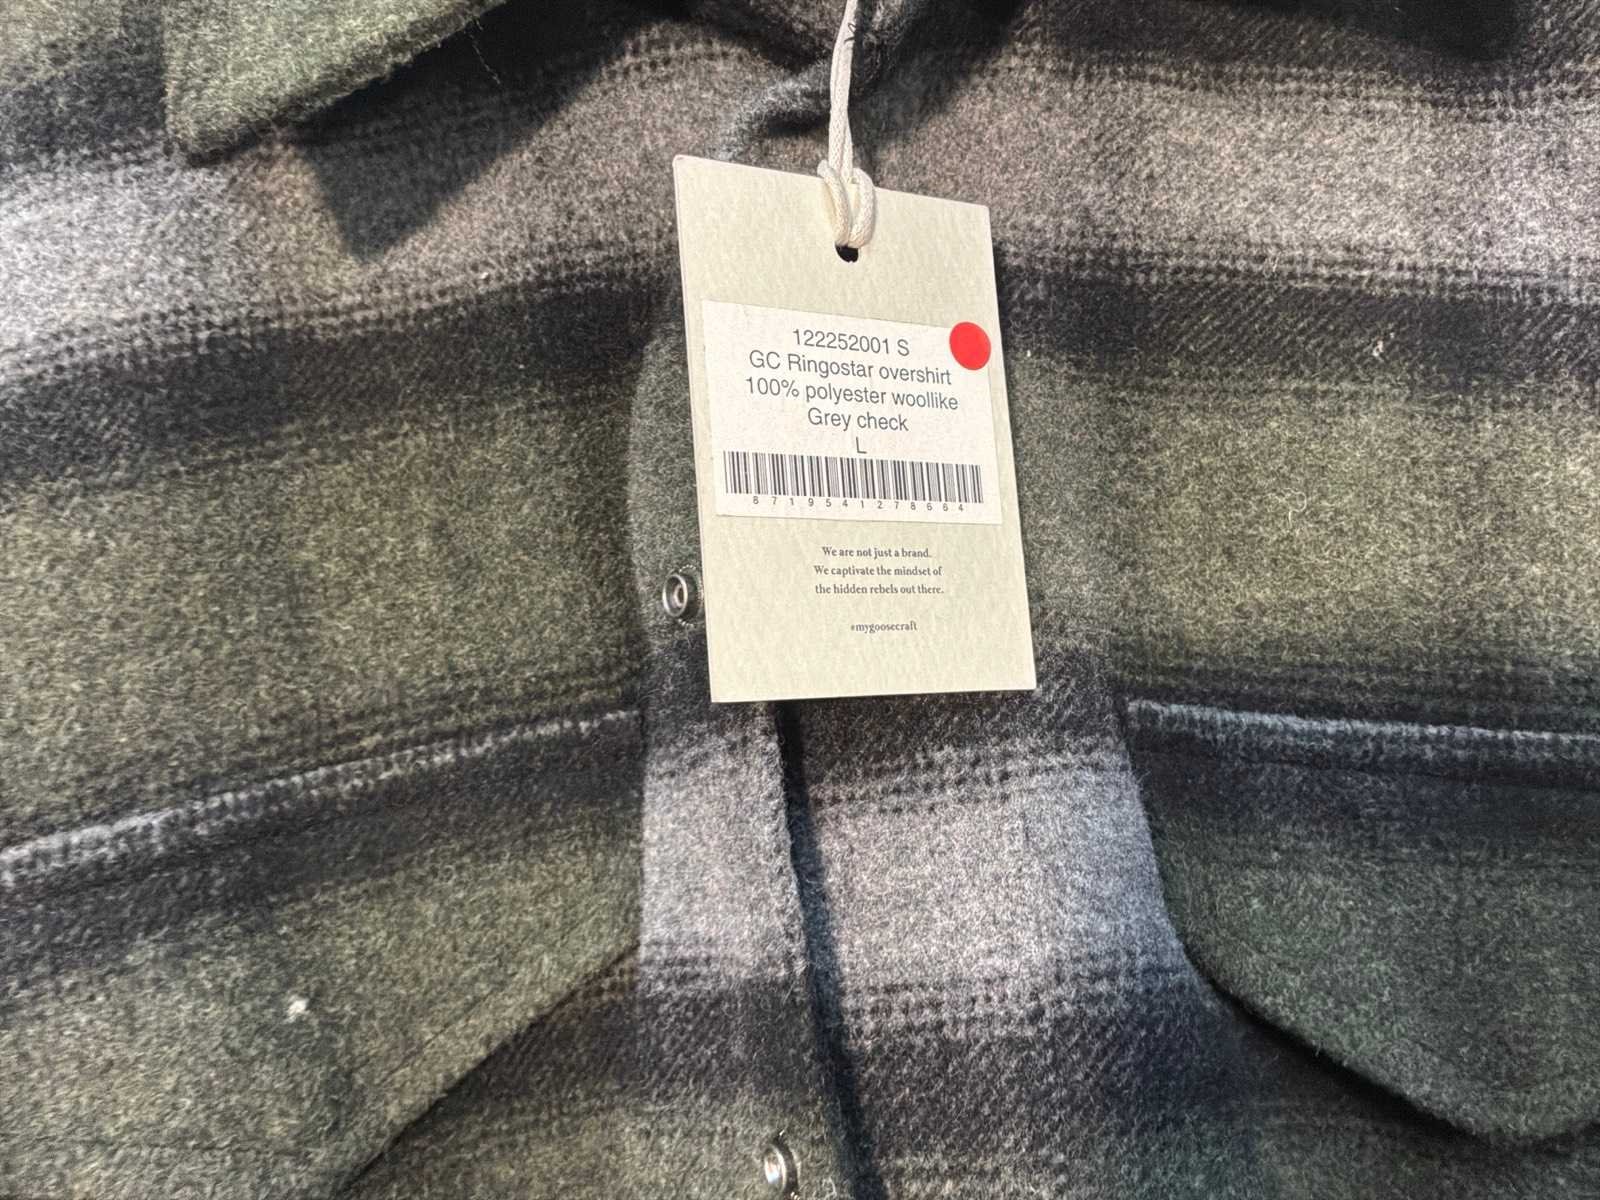 122252001 S
GC Ringostar overshirt
100% polyester woollike
Grey check
L
8719541278664
We are not just a brand.
We captivate the mindset of
the hidden rebels out there.
#mygoosecraft